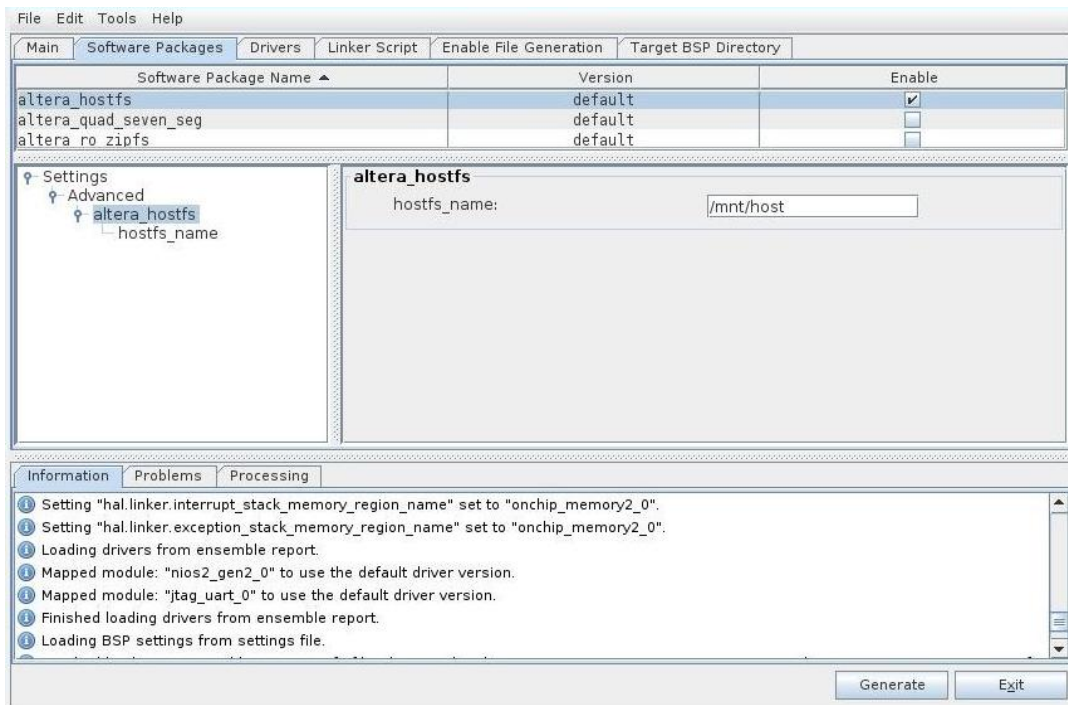 File Edit Tools Help
Main Software Packages Drivers Linker Script Enable File Generation Target BSP Directory
Software Package Name Version Enable
altera_hostfs default
altera_quad_seven_seg default
altera_ro_zipfs default
Settings
Advanced
altera_hostfs
hostfs_name
altera_hostfs
hostfs_name: /mnt/host
Information Problems Processing
Setting "hal.linker.interrupt_stack_memory_region_name" set to "onchip_memory2_0".
Setting "hal.linker.exception_stack_memory_region_name" set to "onchip_memory2_0".
Loading drivers from ensemble report.
Mapped module: "nios2_gen2_0" to use the default driver version.
Mapped module: "jtag_uart_0" to use the default driver version.
Finished loading drivers from ensemble report.
Loading BSP settings from settings file.
Generate Exit